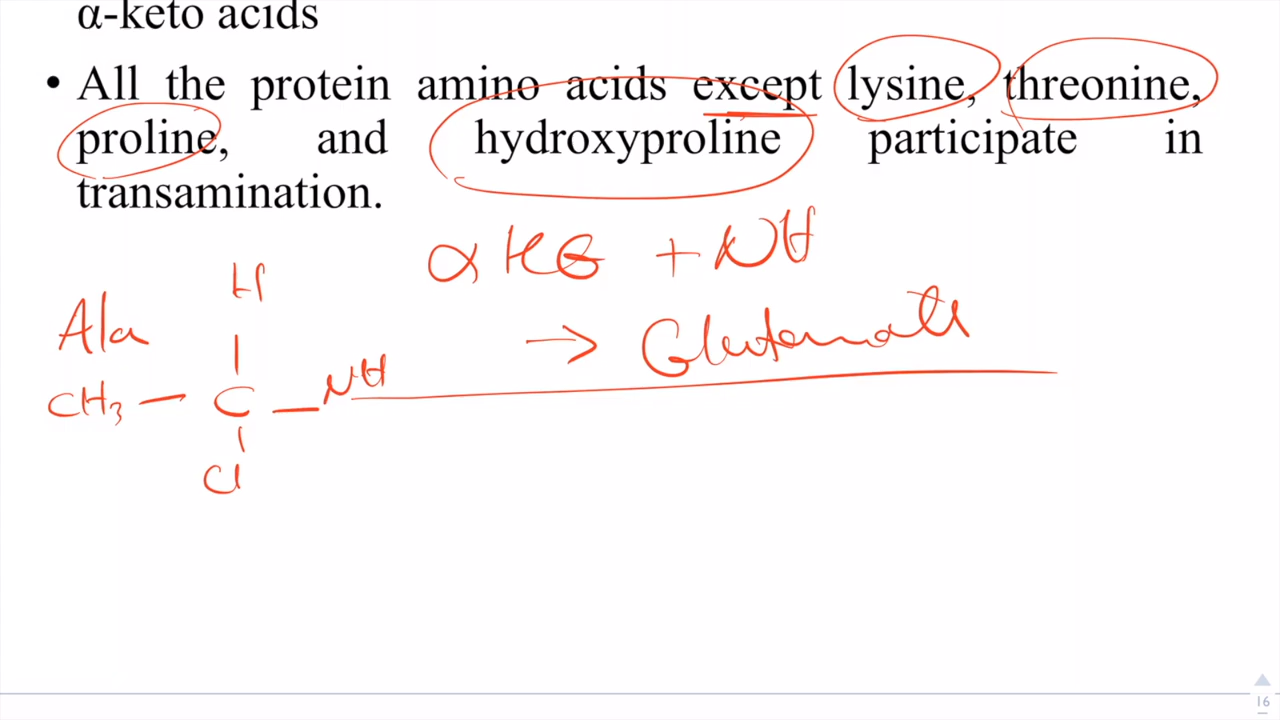 α-keto acids
• All the protein amino acids except lysine, threonine,
proline, and hydroxyproline participate in
transamination.
α KG + NH
→ Glutamate
H
Ala
CH3 – C – NH
Cl
16